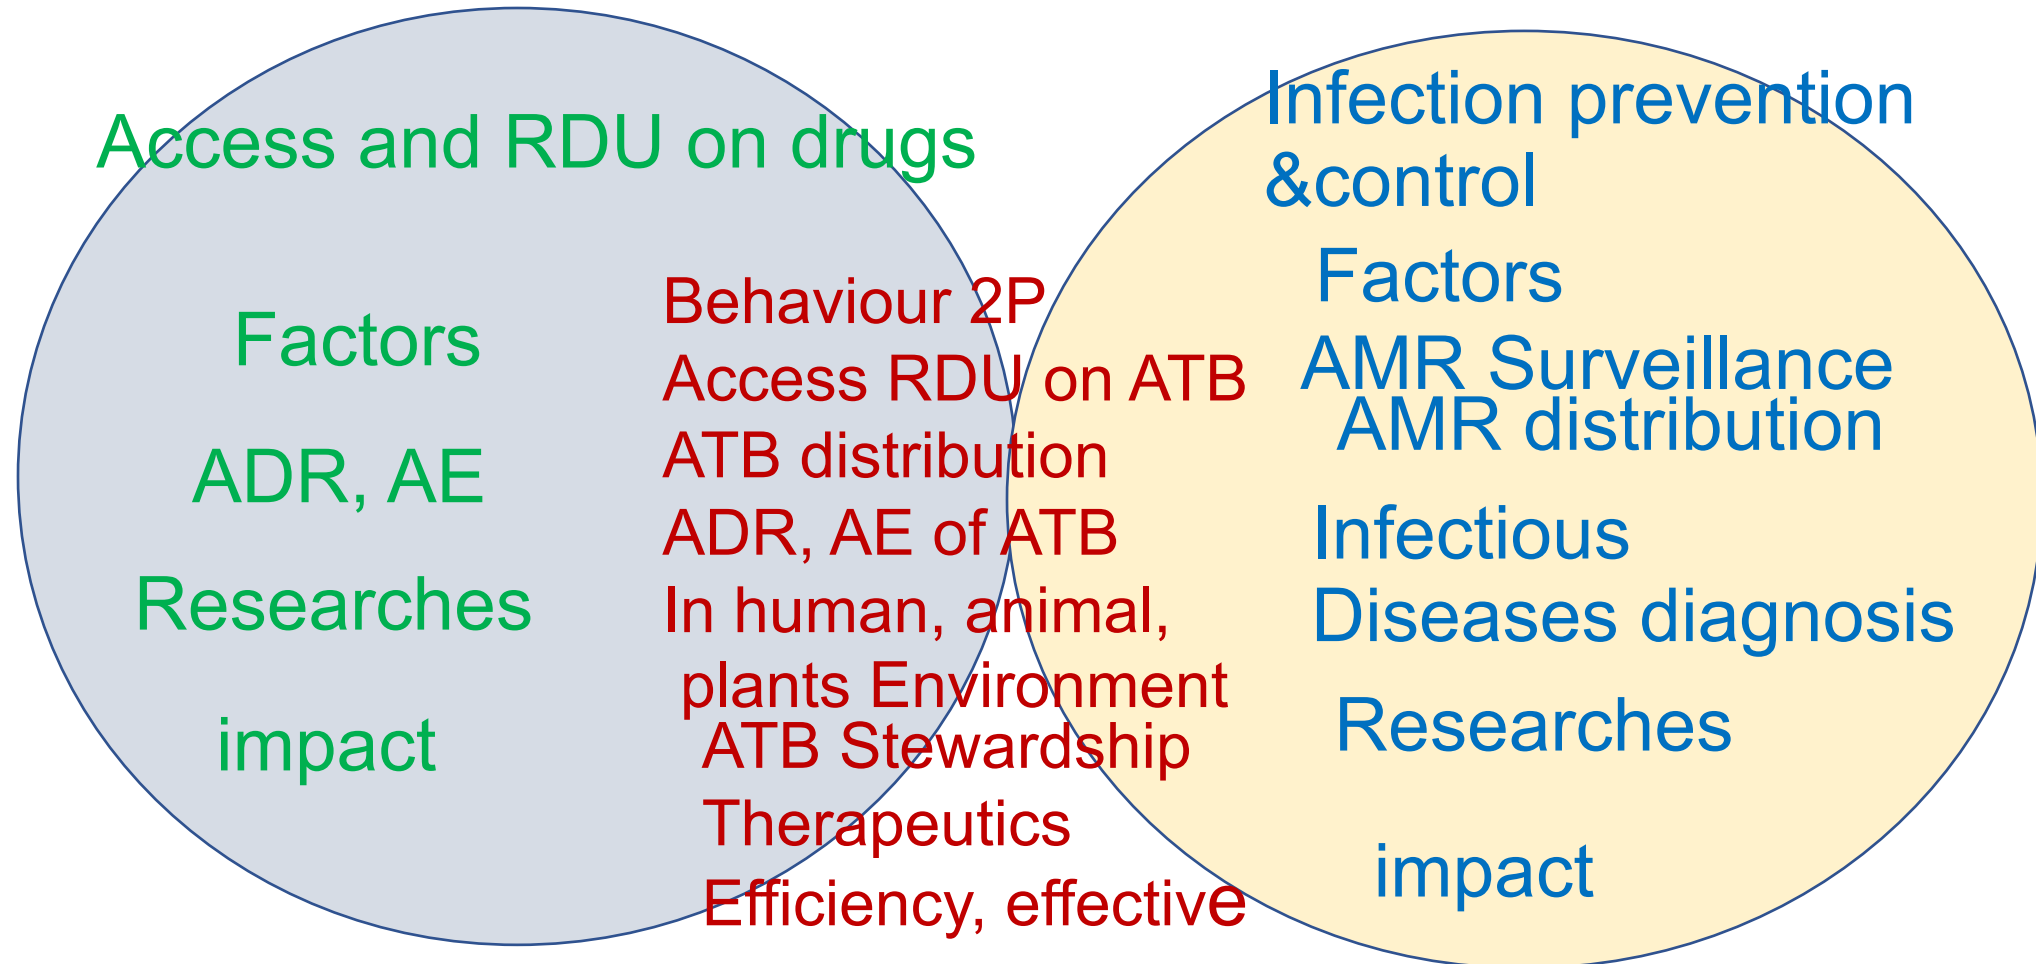 Access and RDU on drugs
Factors
ADR, AE
Researches
impact
Behaviour 2P
Access RDU on ATB
ATB distribution
ADR, AE of ATB
In human, animal,
plants Environment
ATB Stewardship
Therapeutics
Efficiency, effective
Infection prevention
&control
Factors
AMR Surveillance
AMR distribution
Infectious
Diseases diagnosis
Researches
impact